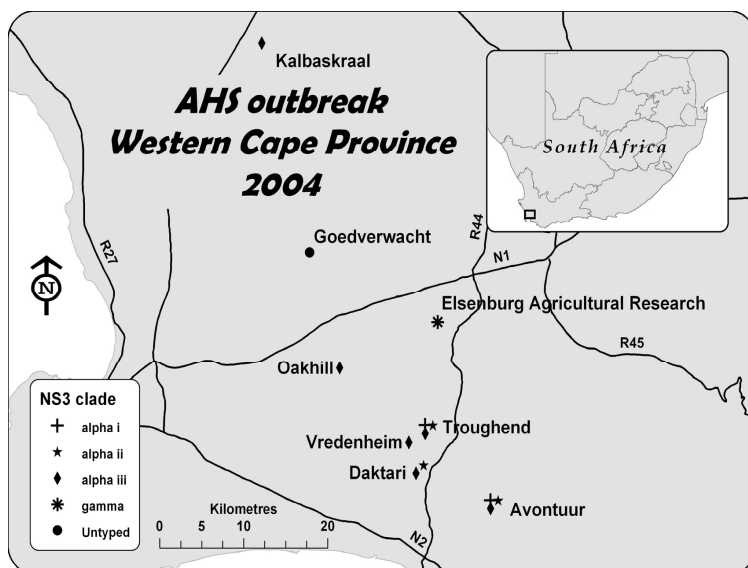 Kalbaskraal
AHS outbreak
Western Cape Province
2004
South Africa
R27
Goedverwacht
R44
N1
N
Elsenburg Agricultural Research
R45
Oakhill
NS3 clade
alpha i
alpha ii
alpha iii
gamma
Untyped
Troughend
Vredenheim
Daktari
Avontuur
Kilometres
0 5 10 20
N2